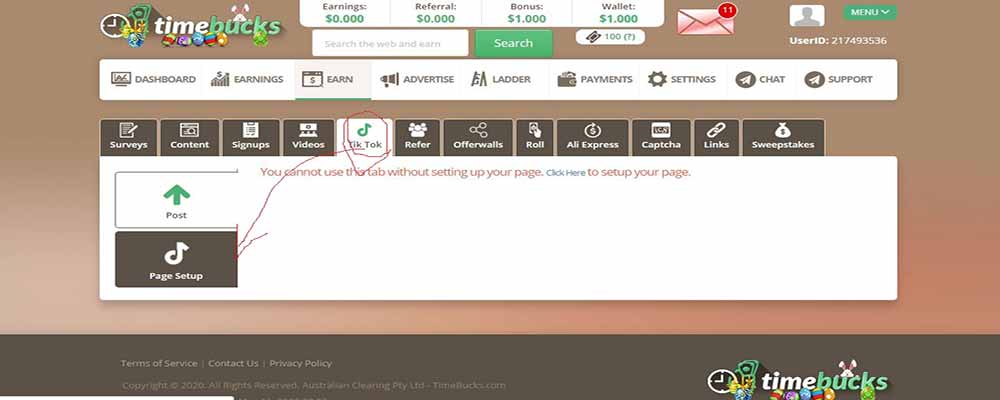 timebucks
Earnings: Referral: Bonus: Wallet:
$0.000 $0.000 $1.000 $1.000
11
MENU
Search the web and earn Search 100 (?)
UserID: 217493536
DASHBOARD EARNINGS EARN ADVERTISE LADDER PAYMENTS SETTINGS CHAT SUPPORT
Surveys Content Signups Videos Tik Tok Refer Offerwalls Roll Ali Express Captcha Links Sweepstakes
You cannot use this tab without setting up your page. Click Here to setup your page.
Post
Page Setup
Terms of Service | Contact Us | Privacy Policy
Copyright © 2020. All Rights Reserved. Australian Clearing Pty Ltd - TimeBucks.com
timebucks